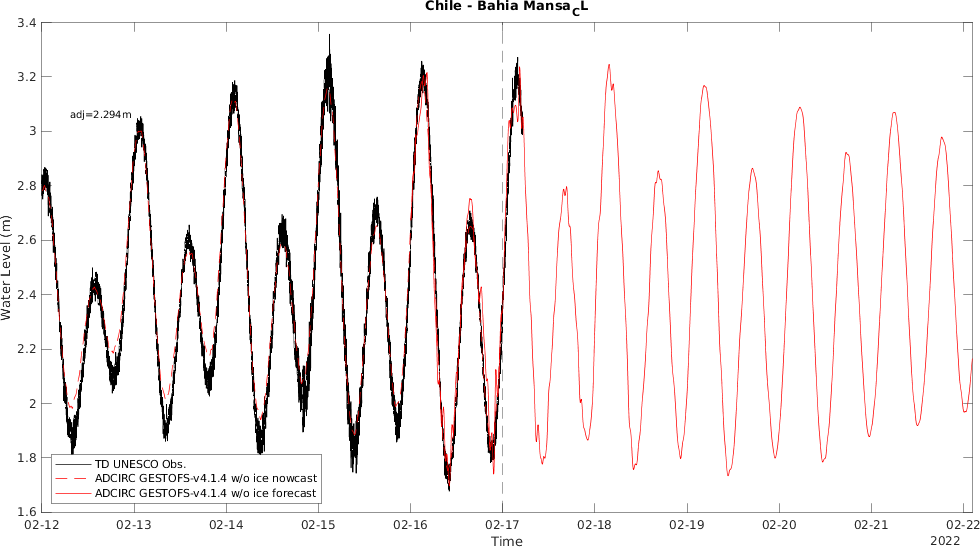 Chile - Bahia MansaCL
3.4
3.2
adj=2.294m
3
2.8
2.6
2.4
2.2
2
1.8
1.6
Water Level (m)
TD UNESCO Obs.
ADCIRC GESTOFS-v4.1.4 w/o ice nowcast
ADCIRC GESTOFS-v4.1.4 w/o ice forecast
02-12 02-13 02-14 02-15 02-16 02-17 02-18 02-19 02-20 02-21 02-22
Time 2022